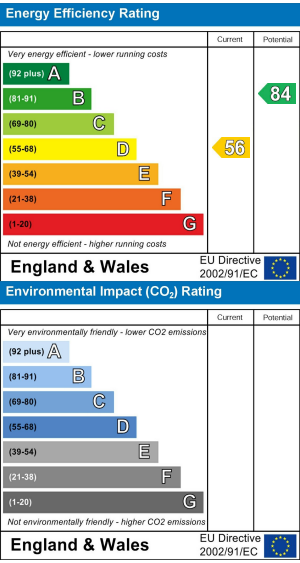 Energy Efficiency Rating
Current Potential
Very energy efficient - lower running costs
(92 plus) A
(81-91) B
84
(69-80) C
(55-68) D
56
(39-54) E
(21-38) F
(1-20) G
Not energy efficient - higher running costs
England & Wales
EU Directive
2002/91/EC
Environmental Impact (CO₂) Rating
Current Potential
Very environmentally friendly - lower CO2 emissions
(92 plus) A
(81-91) B
(69-80) C
(55-68) D
(39-54) E
(21-38) F
(1-20) G
Not environmentally friendly - higher CO2 emissions
England & Wales
EU Directive
2002/91/EC